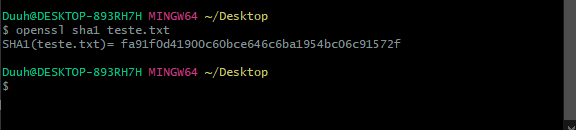 Duuh@DESKTOP-893RH7H MINGW64 ~/Desktop
$ openssl sha1 teste.txt
SHA1(teste.txt)= fa91f0d41900c60bce646c6ba1954bc06c91572f
Duuh@DESKTOP-893RH7H MINGW64 ~/Desktop
$